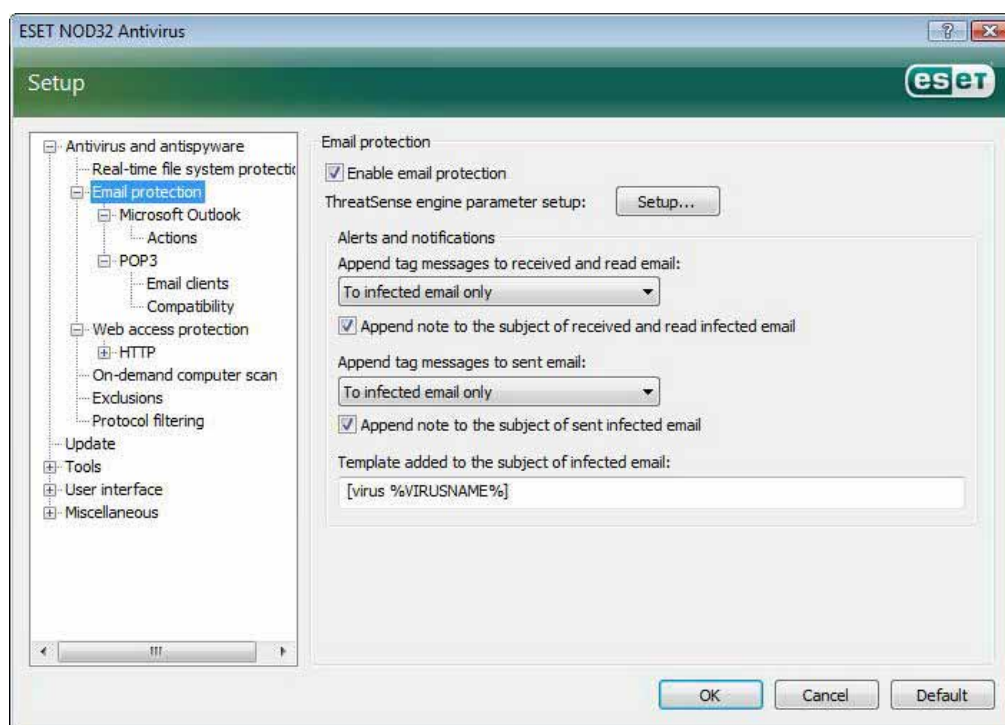 ESET NOD32 Antivirus
Setup
eseT
Antivirus and antispyware
Real-time file system protectic
Email protection
Microsoft Outlook
Actions
POP3
Email clients
Compatibility
Web access protection
HTTP
On-demand computer scan
Exclusions
Protocol filtering
Update
Tools
User interface
Miscellaneous
Email protection
Enable email protection
ThreatSense engine parameter setup: Setup...
Alerts and notifications
Append tag messages to received and read email:
To infected email only
Append note to the subject of received and read infected email
Append tag messages to sent email:
To infected email only
Append note to the subject of sent infected email
Template added to the subject of infected email:
[virus %VIRUSNAME%]
OK Cancel Default